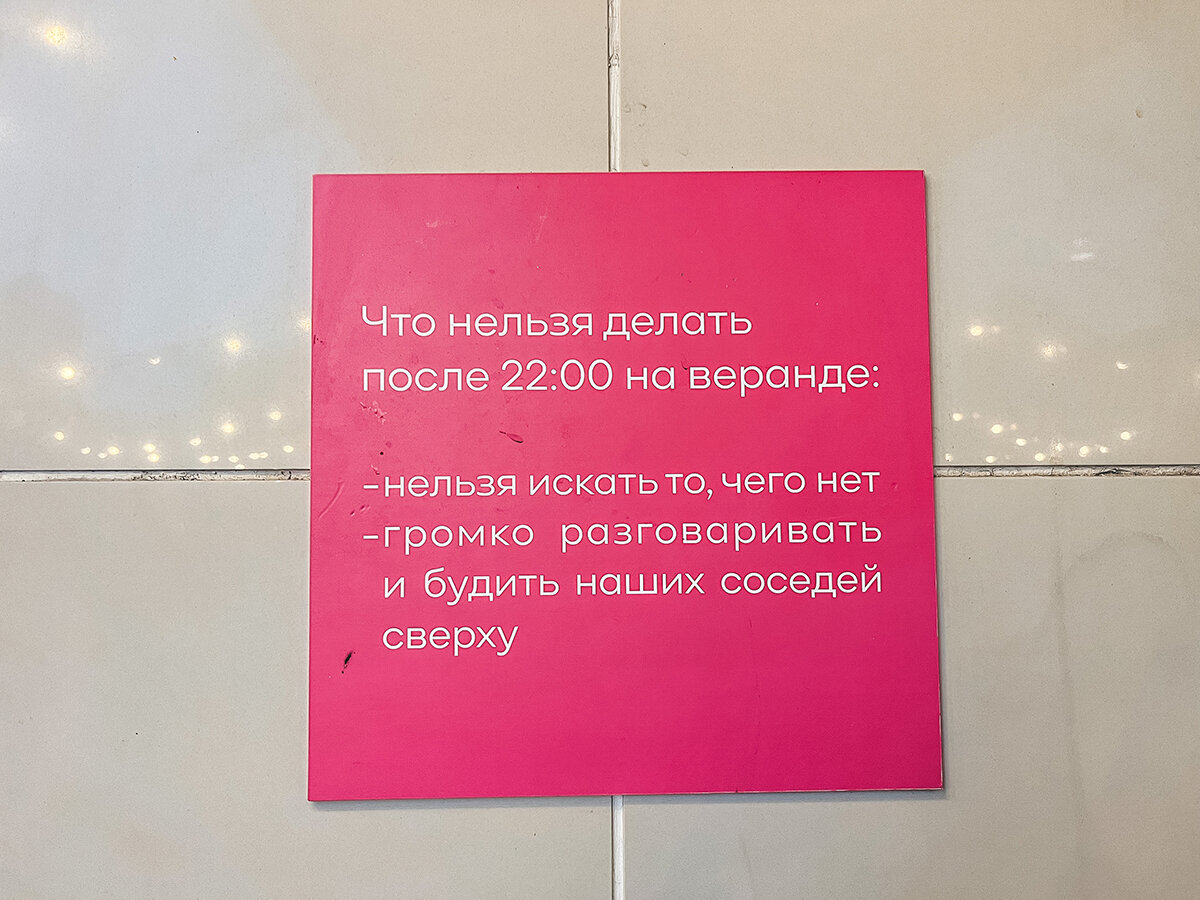 Что нельзя делать
после 22:00 на веранде:
-нельзя искать то, чего нет
-громко разговаривать
и будить наших соседей
сверху